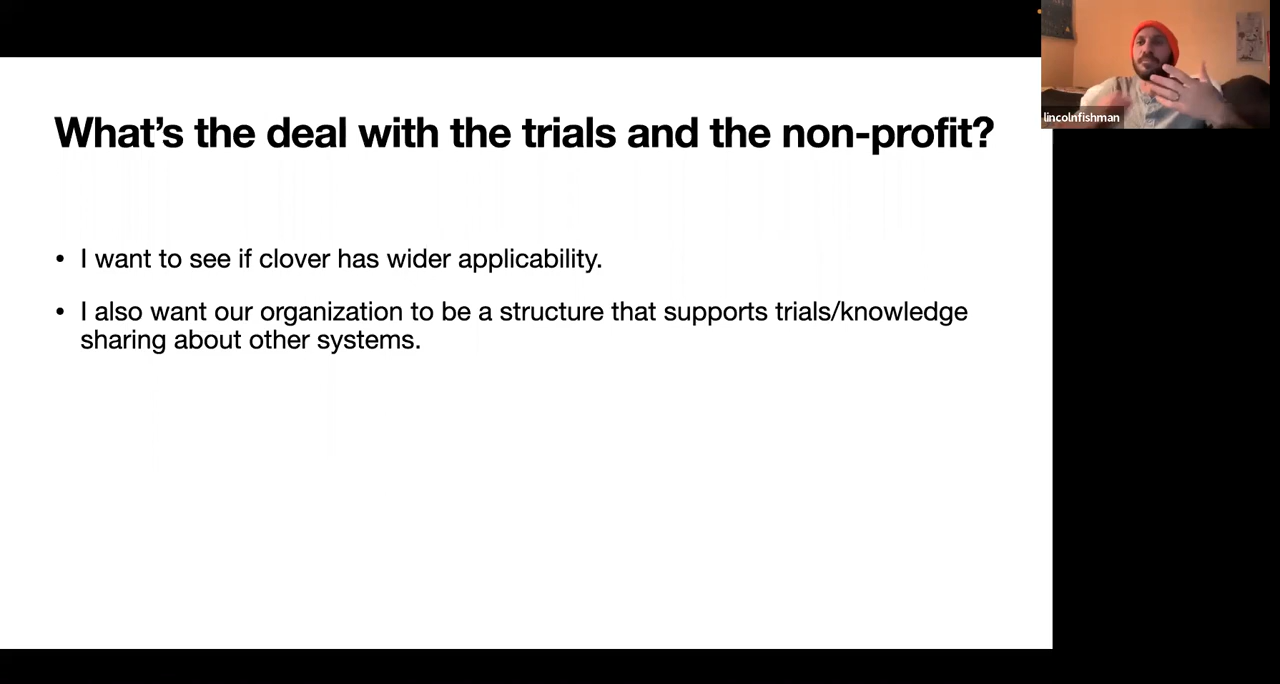 What’s the deal with the trials and the non-profit?
• I want to see if clover has wider applicability.
• I also want our organization to be a structure that supports trials/knowledge
sharing about other systems.
lincolnfishman